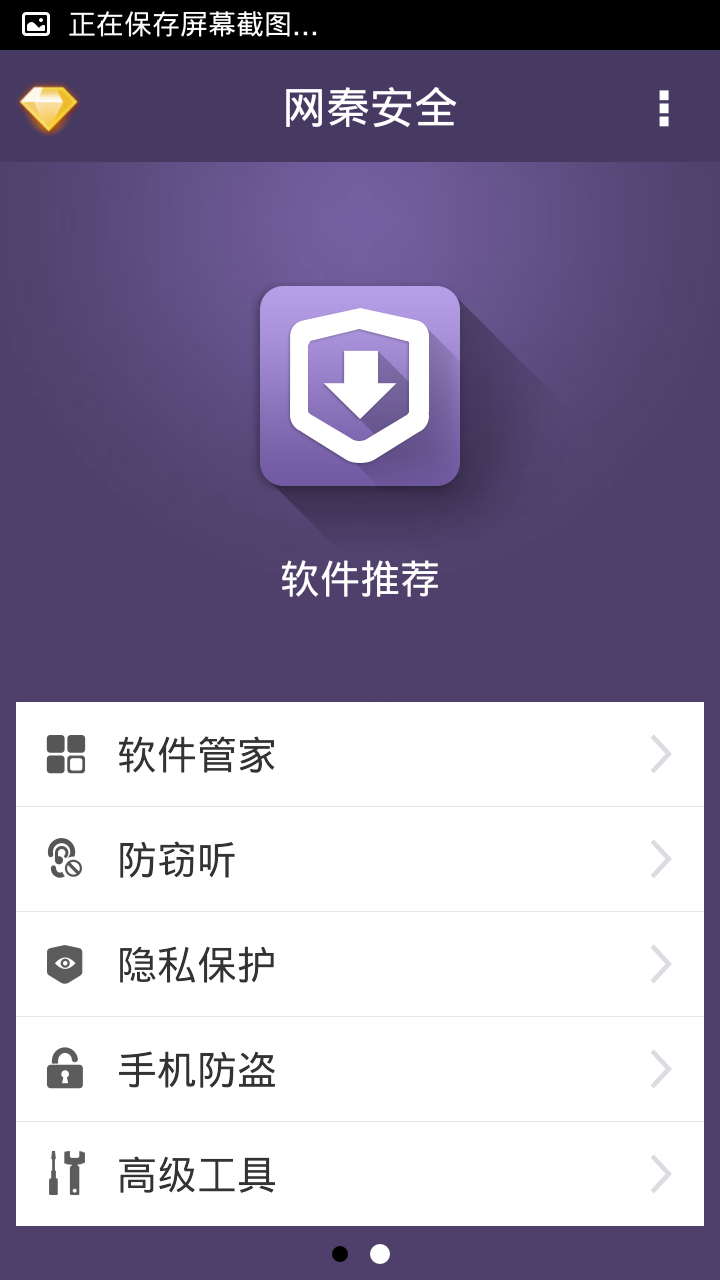 正在保存屏幕截图...
网秦安全
软件推荐
软件管家
防窃听
隐私保护
手机防盗
高级工具